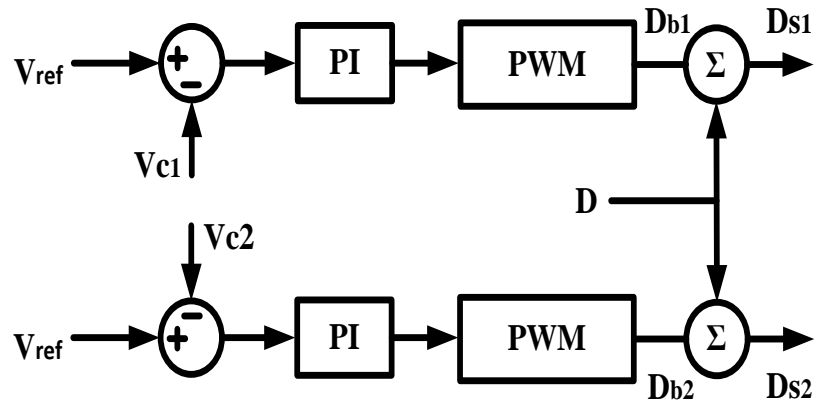 Db1 Ds1
Vref + − PI PWM Σ
Vc1
D
Vc2
Vref + − PI PWM Σ
Db2 Ds2